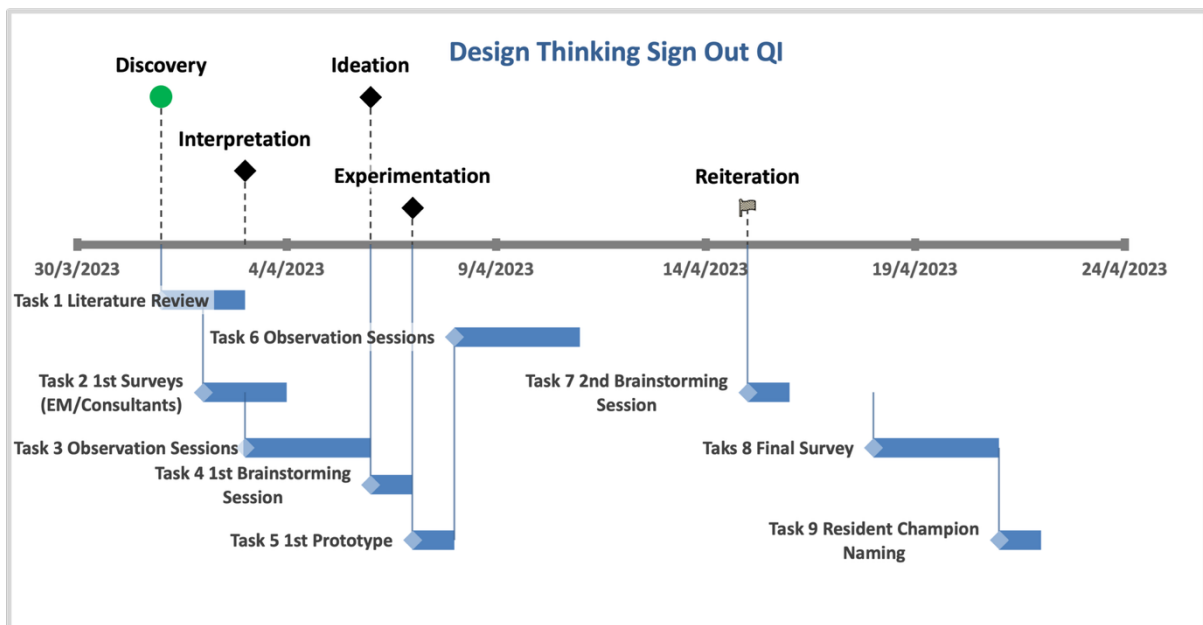 Design Thinking Sign Out QI
Discovery
Ideation
Interpretation
Experimentation
Reiteration
30/3/2023
4/4/2023
9/4/2023
14/4/2023
19/4/2023
24/4/2023
Task 1 Literature Review
Task 6 Observation Sessions
Task 2 1st Surveys
(EM/Consultants)
Task 7 2nd Brainstorming
Session
Task 3 Observation Sessions
Taks 8 Final Survey
Task 4 1st Brainstorming
Session
Task 5 1st Prototype
Task 9 Resident Champion
Naming